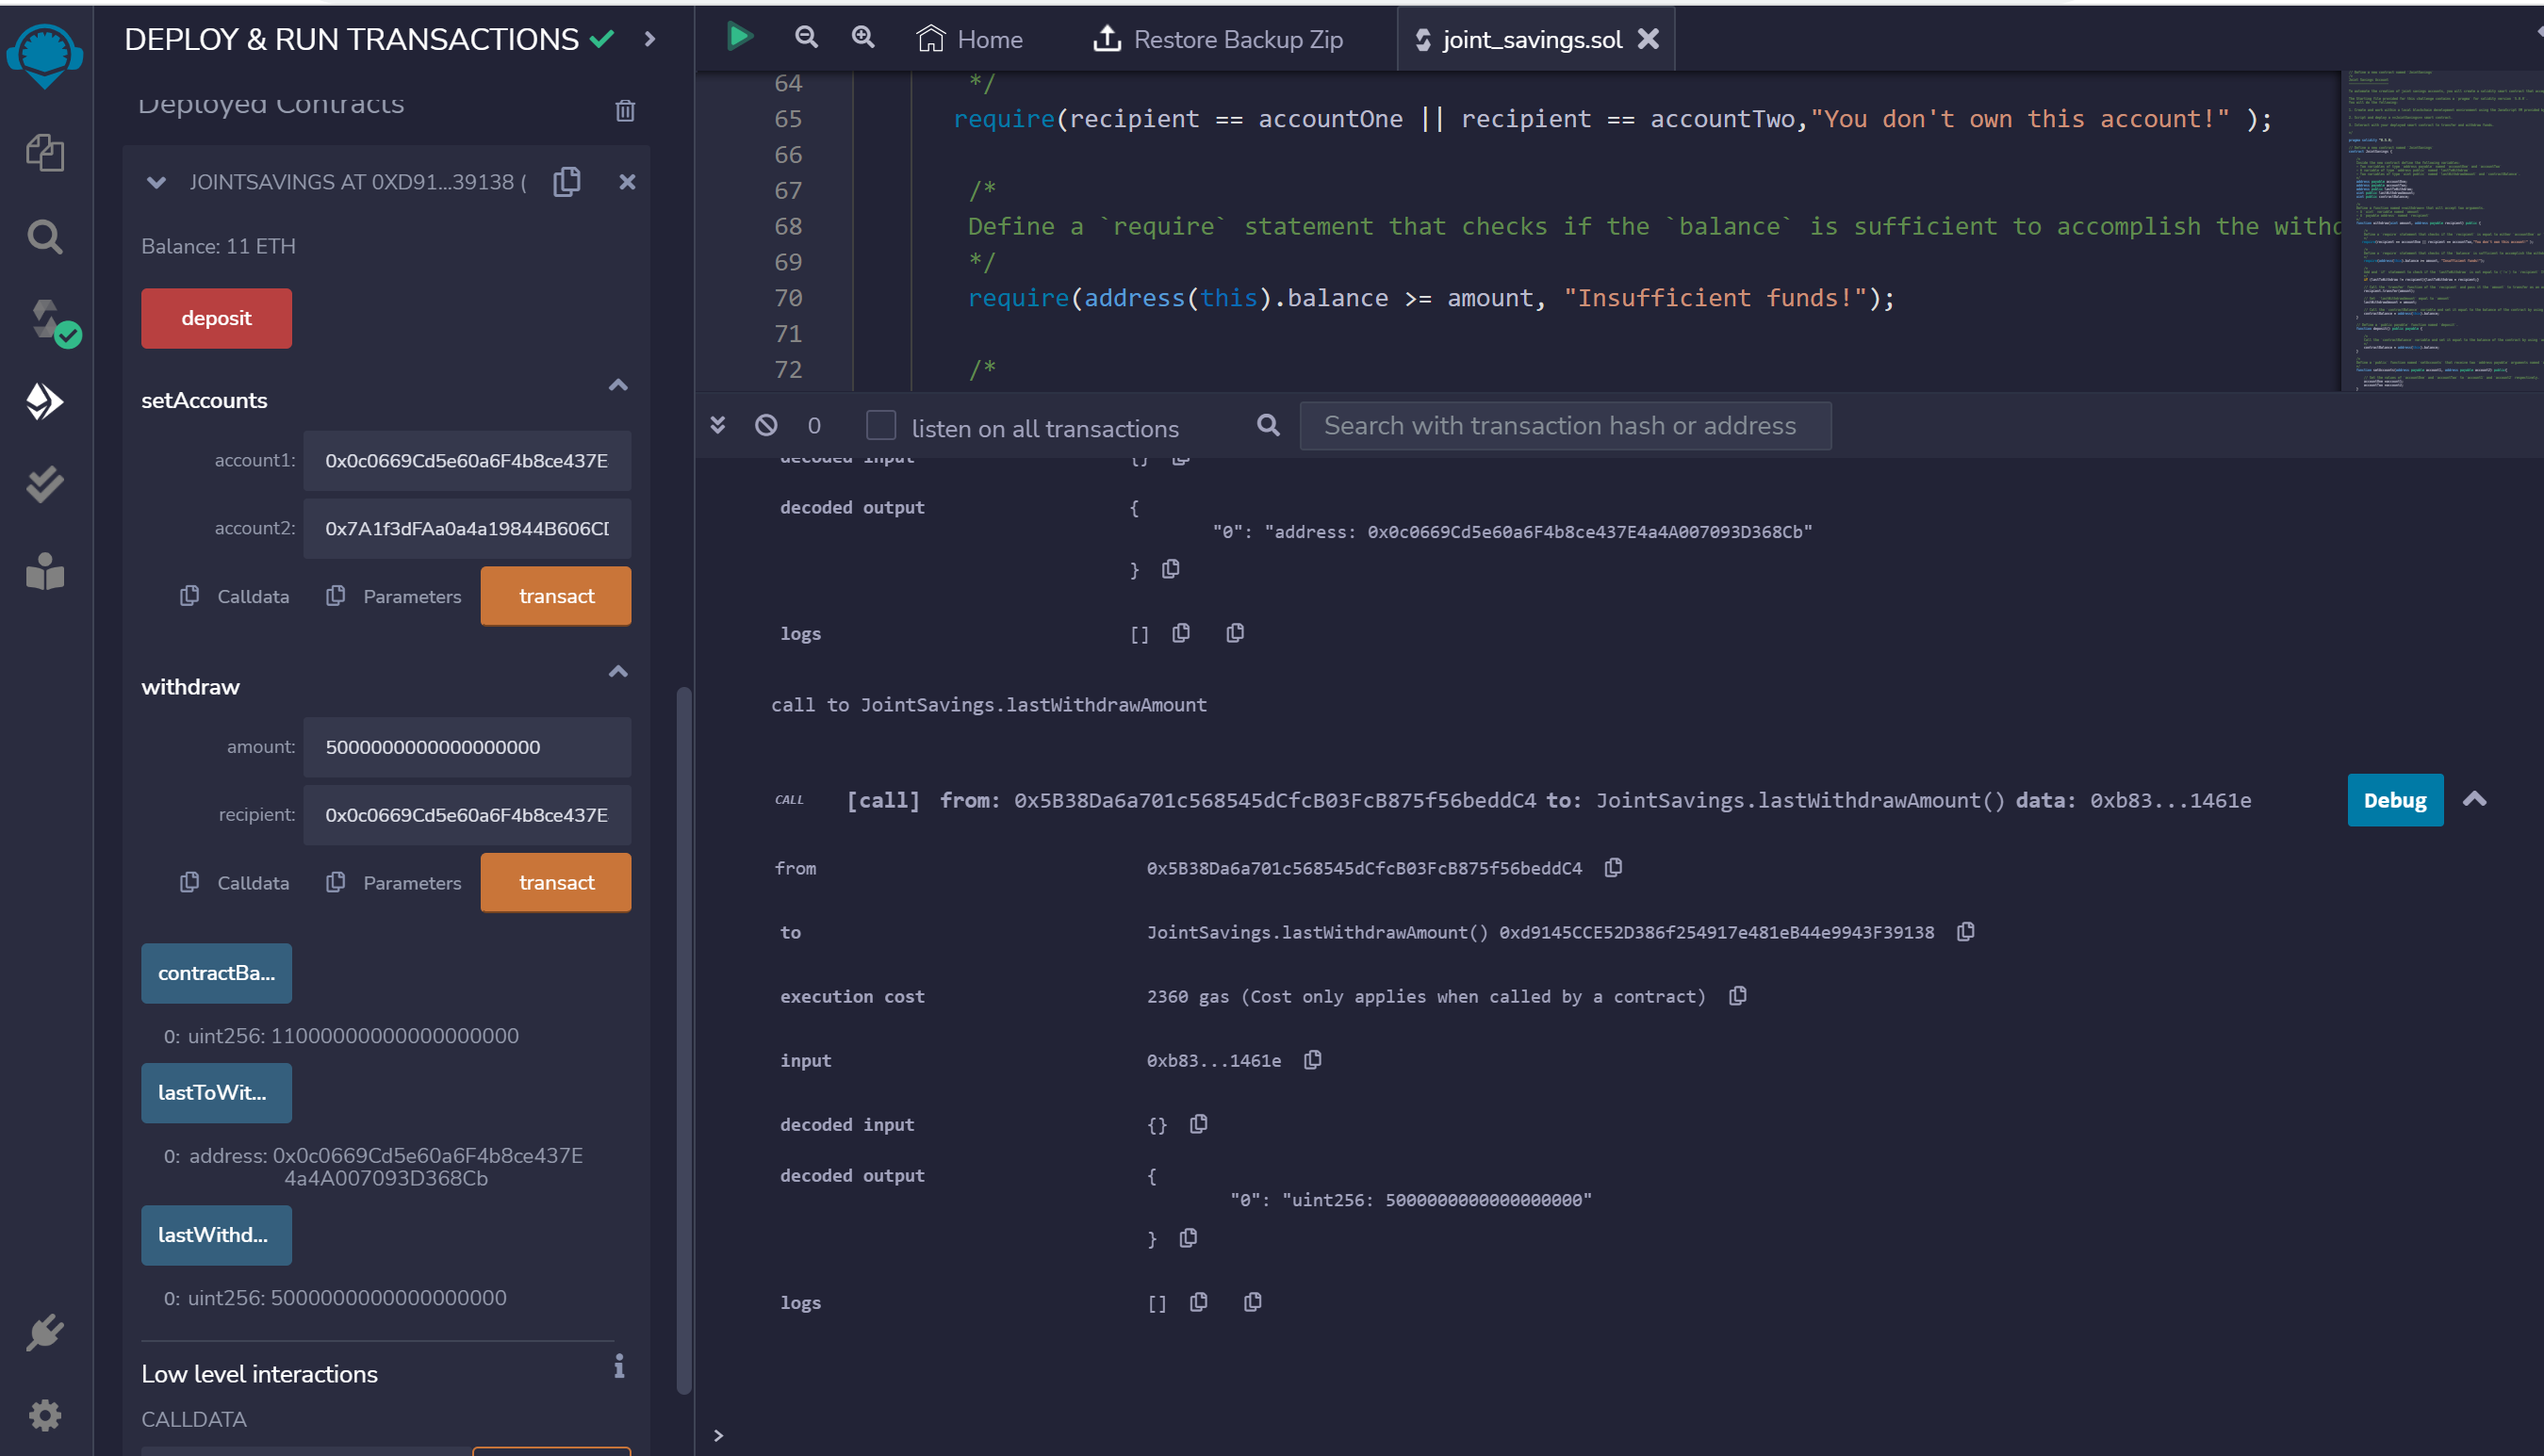 DEPLOY & RUN TRANSACTIONS
Deployed Contracts
JOINTSAVINGS AT 0XD91...39138 (
Balance: 11 ETH
deposit
setAccounts
account1: 0x0c0669Cd5e60a6F4b8ce437E
account2: 0x7A1f3dFAa0a4a19844B606CD
Calldata Parameters transact
withdraw
amount: 5000000000000000000
recipient: 0x0c0669Cd5e60a6F4b8ce437E
Calldata Parameters transact
contractBa...
0: uint256: 11000000000000000000
lastToWit...
0: address: 0x0c0669Cd5e60a6F4b8ce437E
4a4A007093D368Cb
lastWithd...
0: uint256: 5000000000000000000
Low level interactions
CALLDATA
Home Restore Backup Zip joint_savings.sol
64 */
65 require(recipient == accountOne || recipient == accountTwo,"You don't own this account!" );
66
67 /*
68 Define a `require` statement that checks if the `balance` is sufficient to accomplish the withd
69 */
70 require(address(this).balance >= amount, "Insufficient funds!");
71
72 /*
0 listen on all transactions Search with transaction hash or address
decoded input {}
decoded output {
"0": "address: 0x0c0669Cd5e60a6F4b8ce437E4a4A007093D368Cb"
}
logs []
call to JointSavings.lastWithdrawAmount
CALL [call] from: 0x5B38Da6a701c568545dCfcB03FcB875f56beddC4 to: JointSavings.lastWithdrawAmount() data: 0xb83...1461e Debug
from 0x5B38Da6a701c568545dCfcB03FcB875f56beddC4
to JointSavings.lastWithdrawAmount() 0xd9145CCE52D386f254917e481eB44e9943F39138
execution cost 2360 gas (Cost only applies when called by a contract)
input 0xb83...1461e
decoded input {}
decoded output {
"0": "uint256: 5000000000000000000"
}
logs []
>